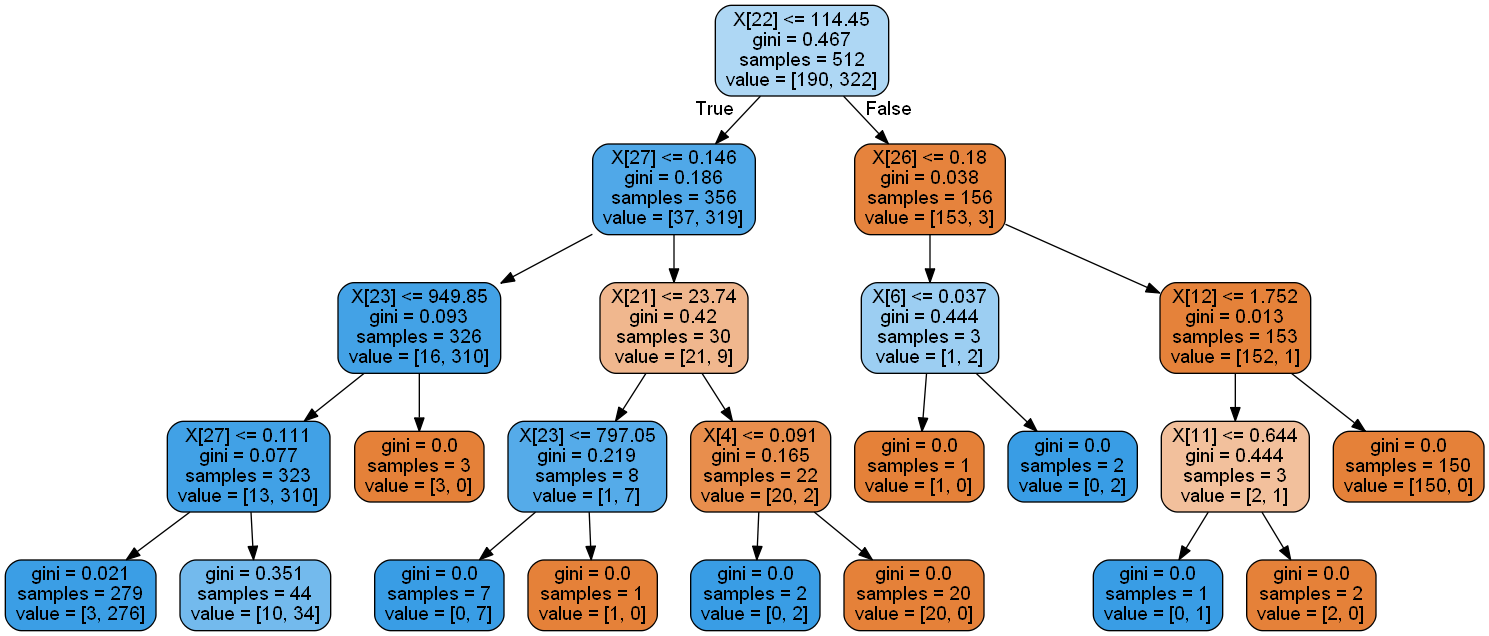 X[22] <= 114.45
gini = 0.467
samples = 512
value = [190, 322]
True
False
X[27] <= 0.146
gini = 0.186
samples = 356
value = [37, 319]
X[26] <= 0.18
gini = 0.038
samples = 156
value = [153, 3]
X[23] <= 949.85
gini = 0.093
samples = 326
value = [16, 310]
X[21] <= 23.74
gini = 0.42
samples = 30
value = [21, 9]
X[6] <= 0.037
gini = 0.444
samples = 3
value = [1, 2]
X[12] <= 1.752
gini = 0.013
samples = 153
value = [152, 1]
X[27] <= 0.111
gini = 0.077
samples = 323
value = [13, 310]
gini = 0.0
samples = 3
value = [3, 0]
X[23] <= 797.05
gini = 0.219
samples = 8
value = [1, 7]
X[4] <= 0.091
gini = 0.165
samples = 22
value = [20, 2]
gini = 0.0
samples = 1
value = [1, 0]
gini = 0.0
samples = 2
value = [0, 2]
X[11] <= 0.644
gini = 0.444
samples = 3
value = [2, 1]
gini = 0.0
samples = 150
value = [150, 0]
gini = 0.021
samples = 279
value = [3, 276]
gini = 0.351
samples = 44
value = [10, 34]
gini = 0.0
samples = 7
value = [0, 7]
gini = 0.0
samples = 1
value = [1, 0]
gini = 0.0
samples = 2
value = [0, 2]
gini = 0.0
samples = 20
value = [20, 0]
gini = 0.0
samples = 1
value = [0, 1]
gini = 0.0
samples = 2
value = [2, 0]